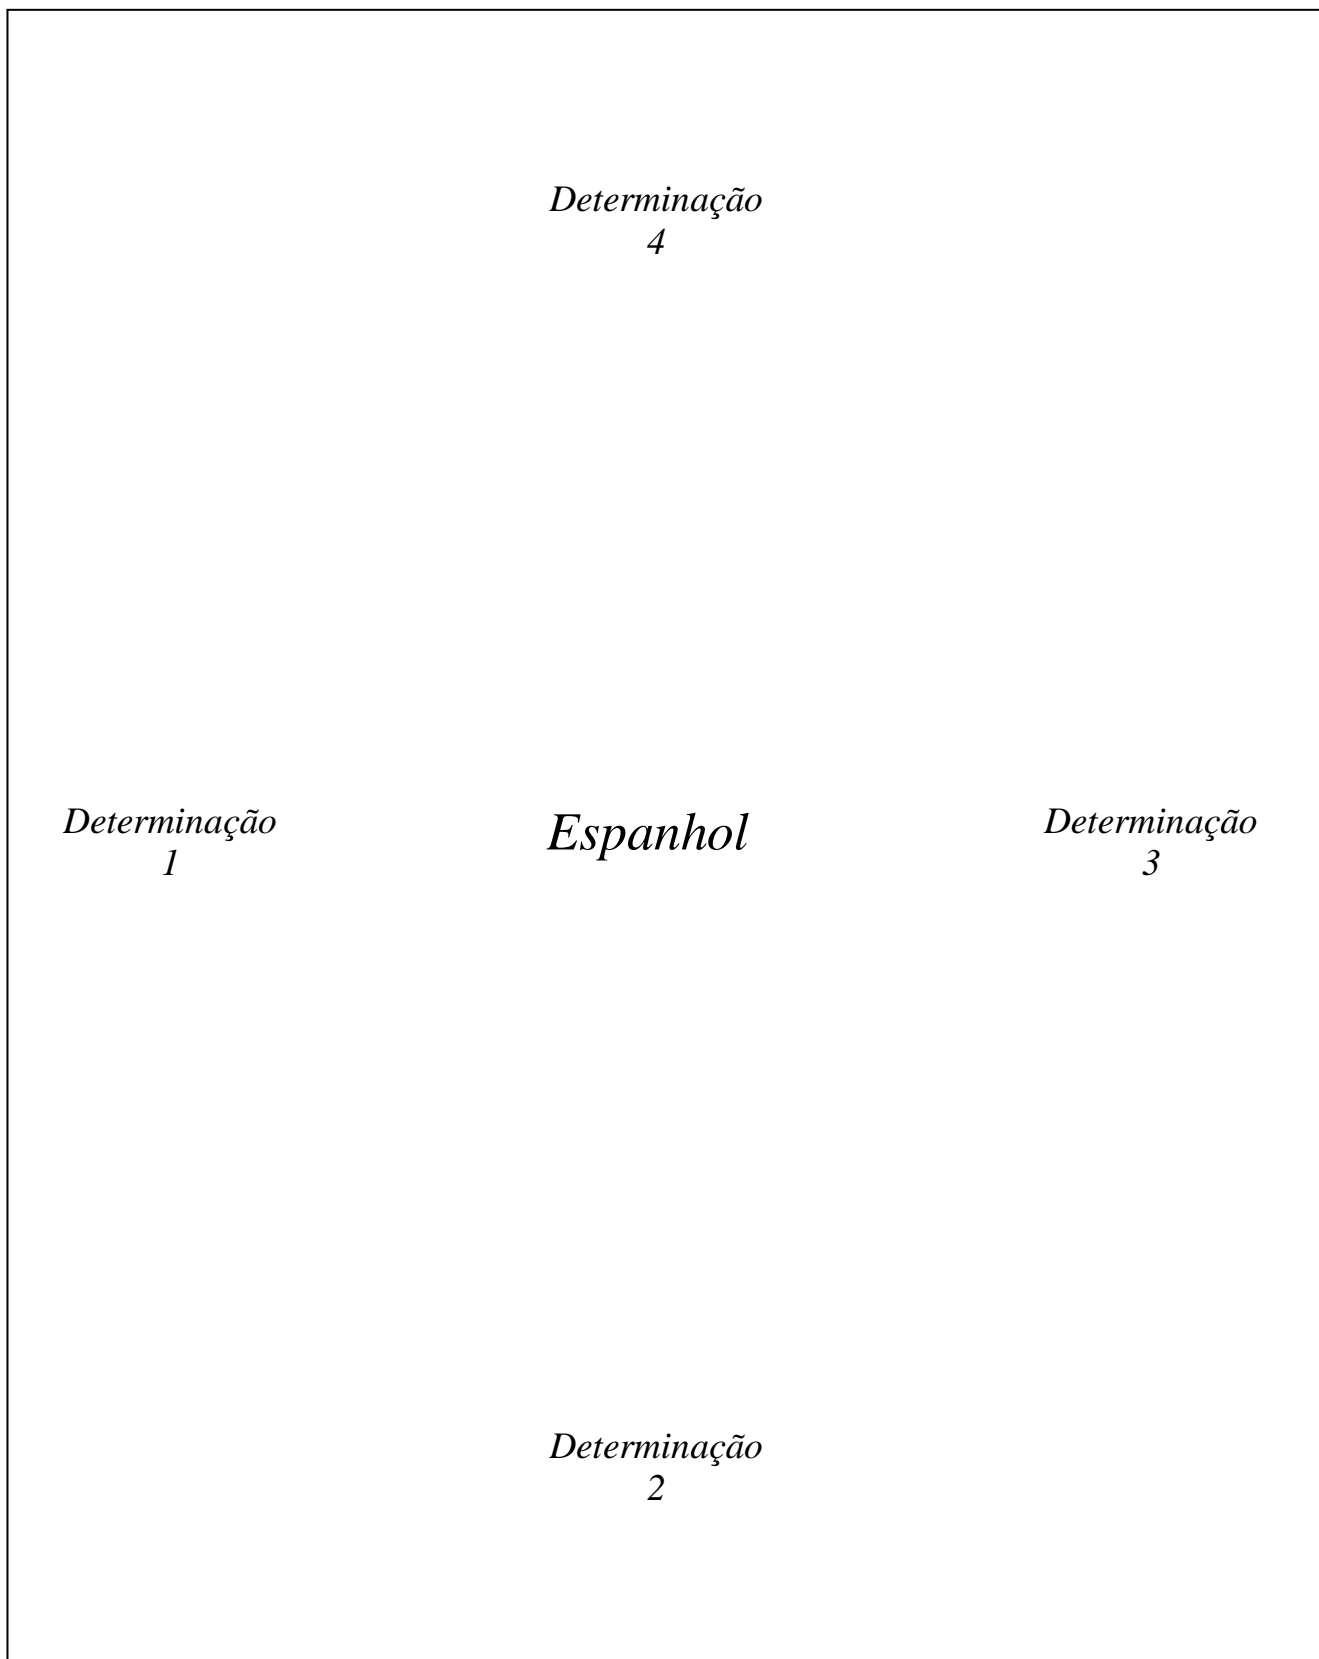 Determinação
4
Determinação
1
Espanhol
Determinação
3
Determinação
2